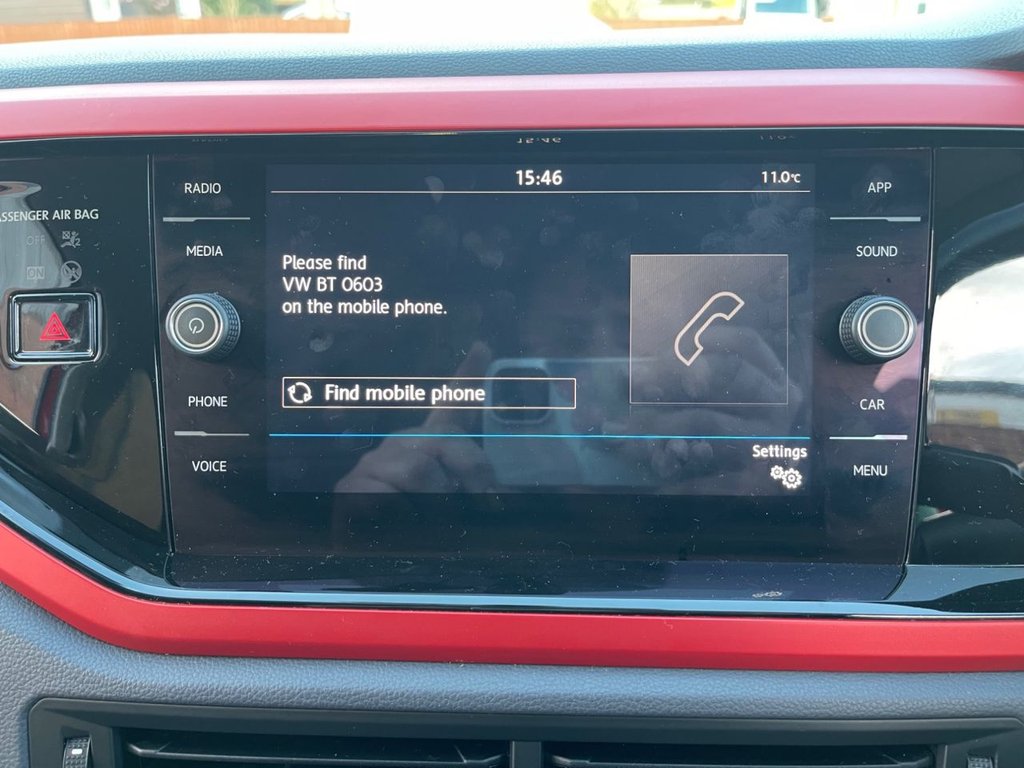 15:46
11.0°C
RADIO
APP
ASSENGER AIR BAG
OFF
2
MEDIA
SOUND
Please find
VW BT 0603
on the mobile phone.
ON
Find mobile phone
PHONE
CAR
Settings
VOICE
MENU